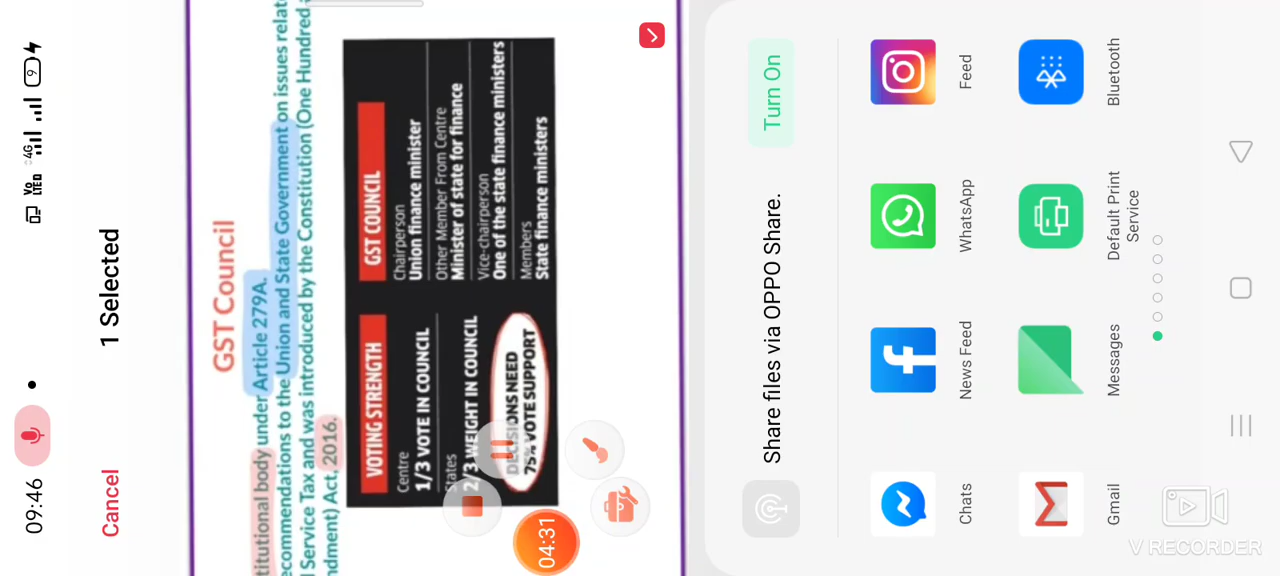 09:46
4G
9
Cancel
1 Selected
GST Council
titutional body under Article 279A.
ecommendations to the Union and State Government on issues relat
l Service Tax and was introduced by the Constitution (One Hundred a
ndment) Act, 2016.
VOTING STRENGTH
Centre
1/3 VOTE IN COUNCIL
States
2/3 WEIGHT IN COUNCIL
DECISIONS NEED
75% VOTE SUPPORT
GST COUNCIL
Chairperson
Union finance minister
Other Member From Centre
Minister of state for finance
Vice-chairperson
One of the state finance ministers
Members
State finance ministers
04:31
Share files via OPPO Share.
Turn On
Chats
News Feed
WhatsApp
Feed
Gmail
Messages
Default Print
Service
Bluetooth
V RECORDER